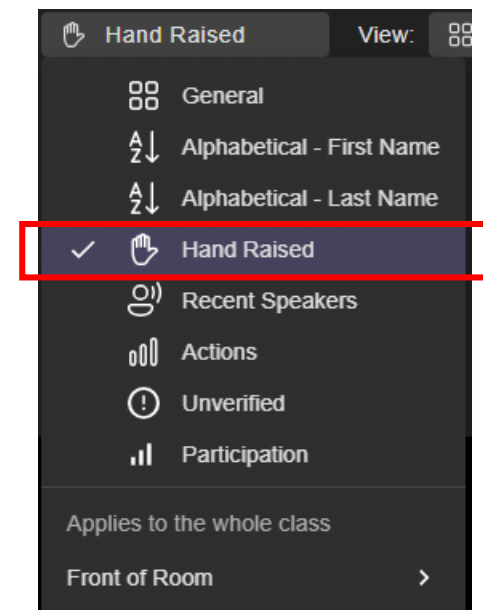 Hand Raised View:
General
Alphabetical - First Name
Alphabetical - Last Name
Hand Raised
Recent Speakers
Actions
Unverified
Participation
Applies to the whole class
Front of Room